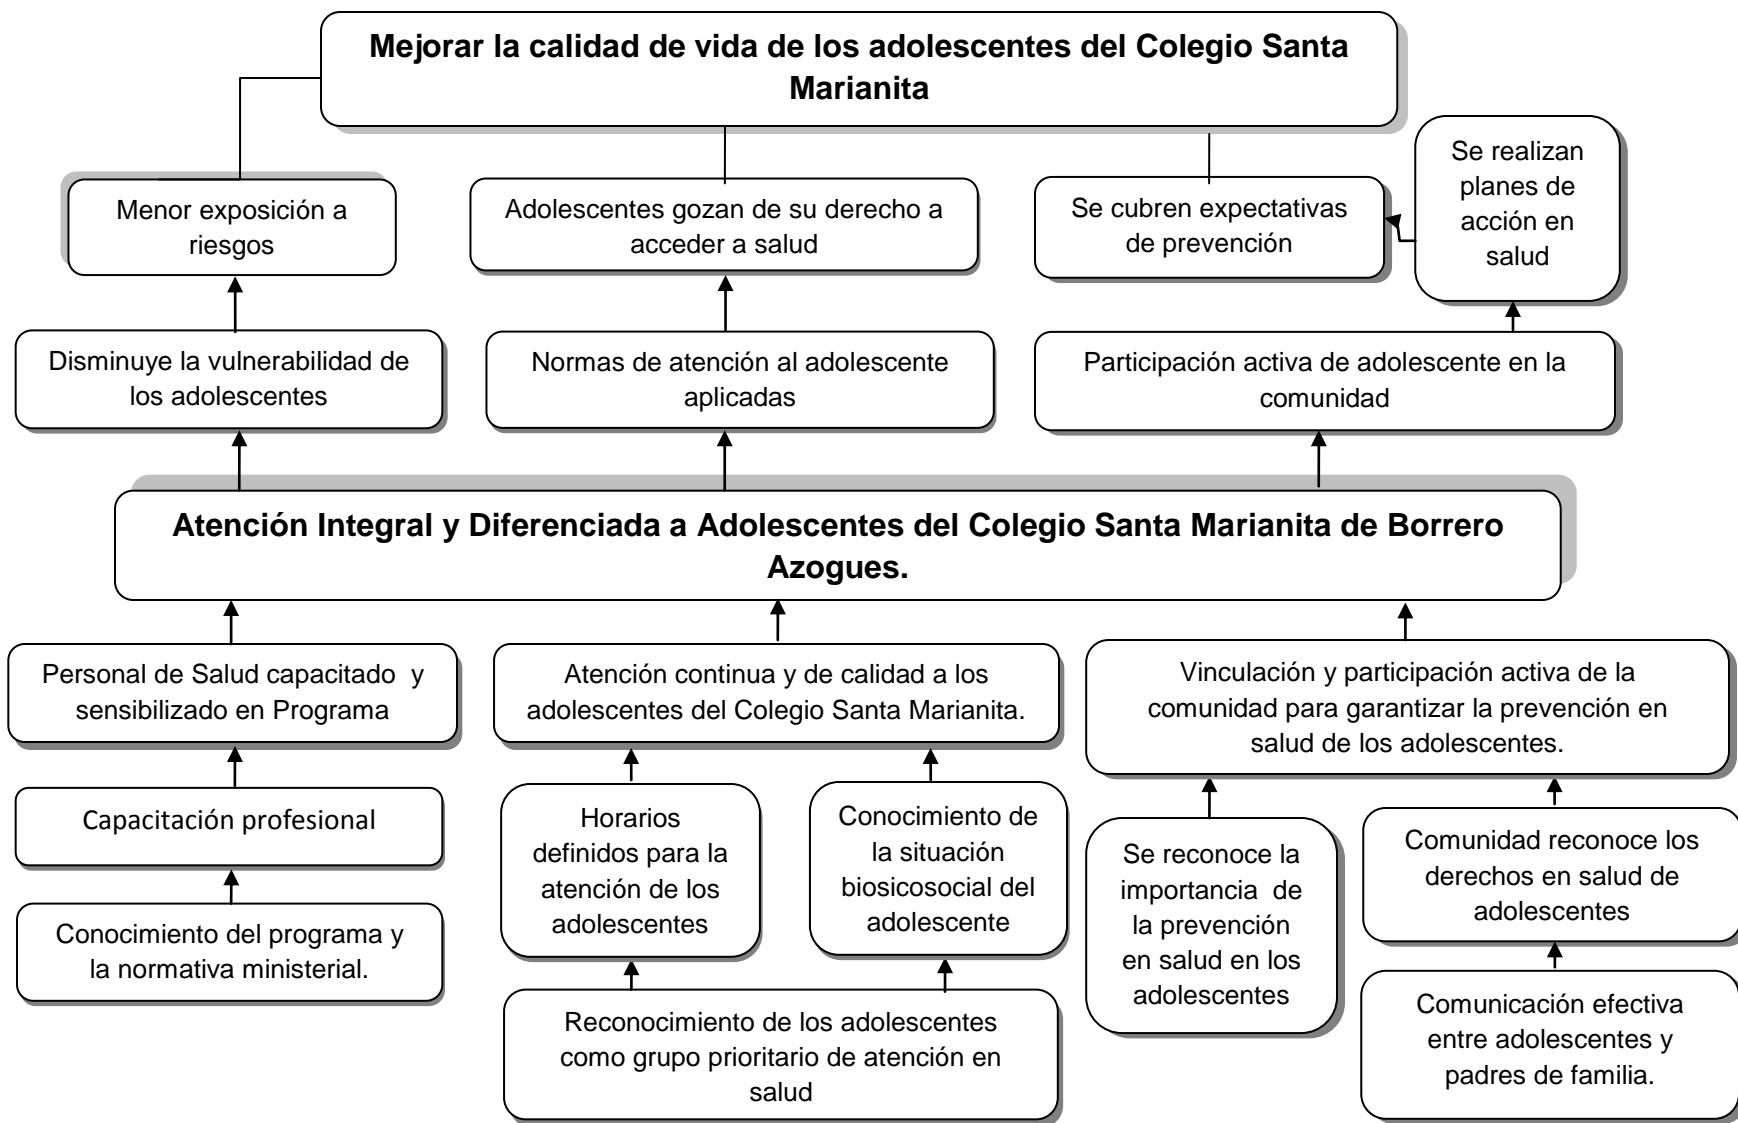 Mejorar la calidad de vida de los adolescentes del Colegio Santa
Marianita
Se realizan
planes de
acción en
salud
Menor exposición a
riesgos
Adolescentes gozan de su derecho a
acceder a salud
Se cubren expectativas
de prevención
Disminuye la vulnerabilidad de
los adolescentes
Normas de atención al adolescente
aplicadas
Participación activa de adolescente en la
comunidad
Atención Integral y Diferenciada a Adolescentes del Colegio Santa Marianita de Borrero
Azogues.
Personal de Salud capacitado  y
sensibilizado en Programa
Atención continua y de calidad a los
adolescentes del Colegio Santa Marianita.
Vinculación y participación activa de la
comunidad para garantizar la prevención en
salud de los adolescentes.
Capacitación profesional
Horarios
definidos para la
atención de los
adolescentes
Conocimiento de
la situación
biosicosocial del
adolescente
Se reconoce la
importancia  de
la prevención
en salud en los
adolescentes
Comunidad reconoce los
derechos en salud de
adolescentes
Conocimiento del programa y
la normativa ministerial.
Reconocimiento de los adolescentes
como grupo prioritario de atención en
salud
Comunicación efectiva
entre adolescentes y
padres de familia.